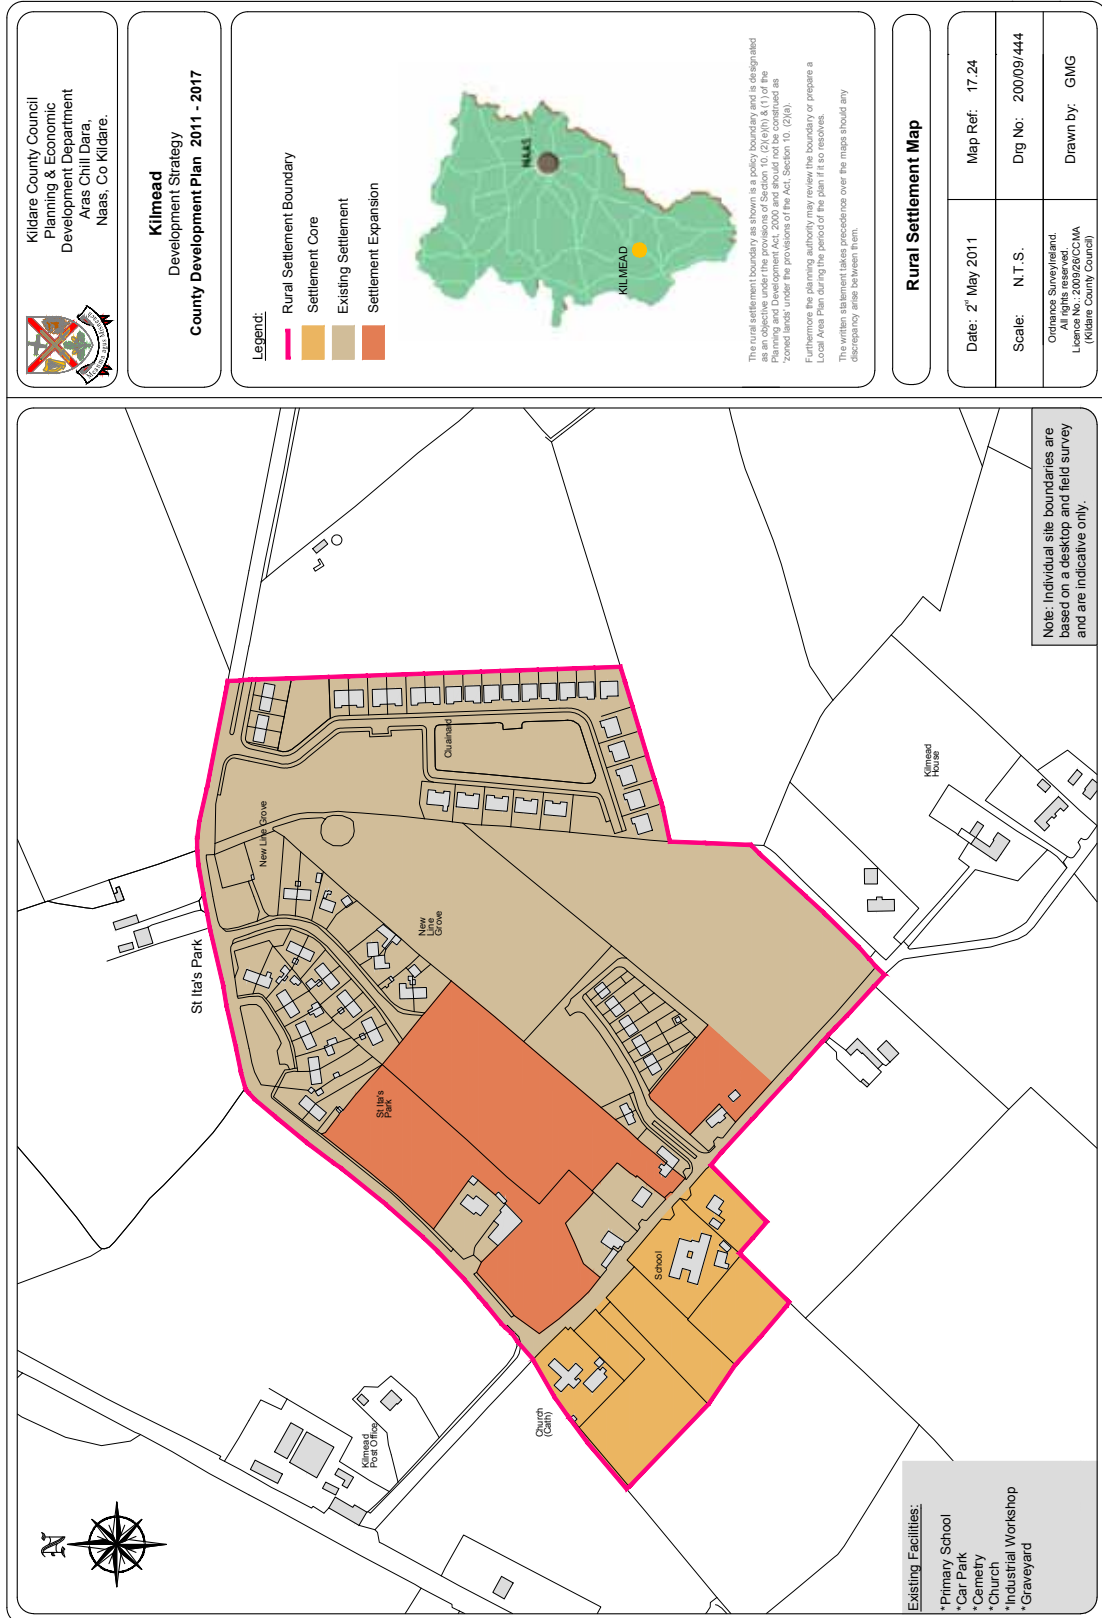 Kildare County Council
Planning & Economic
Development Department
Aras Chill Dara,
Naas, Co Kildare.
Kilmead
Development Strategy
County Development Plan 2011 - 2017
Legend:
Rural Settlement Boundary
Settlement Core
Existing Settlement
Settlement Expansion
NAAS
KILMEAD
The rural settlement boundary as shown is a policy boundary and is designated
as an objective under the provisions of Section 10. (2)(e)(h) & (1) of the
Planning and Development Act, 2000 and should not be construed as
'zoned lands' under the provisions of the Act, Section 10. (2)(a).
Furthermore the planning authority may review the boundary or prepare a
Local Area Plan during the period of the plan if it so resolves.
The written statement takes precedence over the maps should any
discrepancy arise between them.
Rural Settlement Map
Date: 2nd May 2011
Map Ref: 17.24
Scale: N.T.S.
Drg No: 200/09/444
Ordnance Survey Ireland.
All rights reserved.
Licence No.: 2009/26/CCMA
(Kildare County Council)
Drawn by: GMG
N
St Ita's Park
New Line Grove
Cluainard
New
Line
Grove
St Ita's
Park
School
Church
(Cath)
Kilmead
Post Office
Kilmead
House
Note: Individual site boundaries are
based on a desktop and field survey
and are indicative only.
Existing Facilities:
*Primary School
*Car Park
*Cemetry
*Church
*Industrial Workshop
*Graveyard